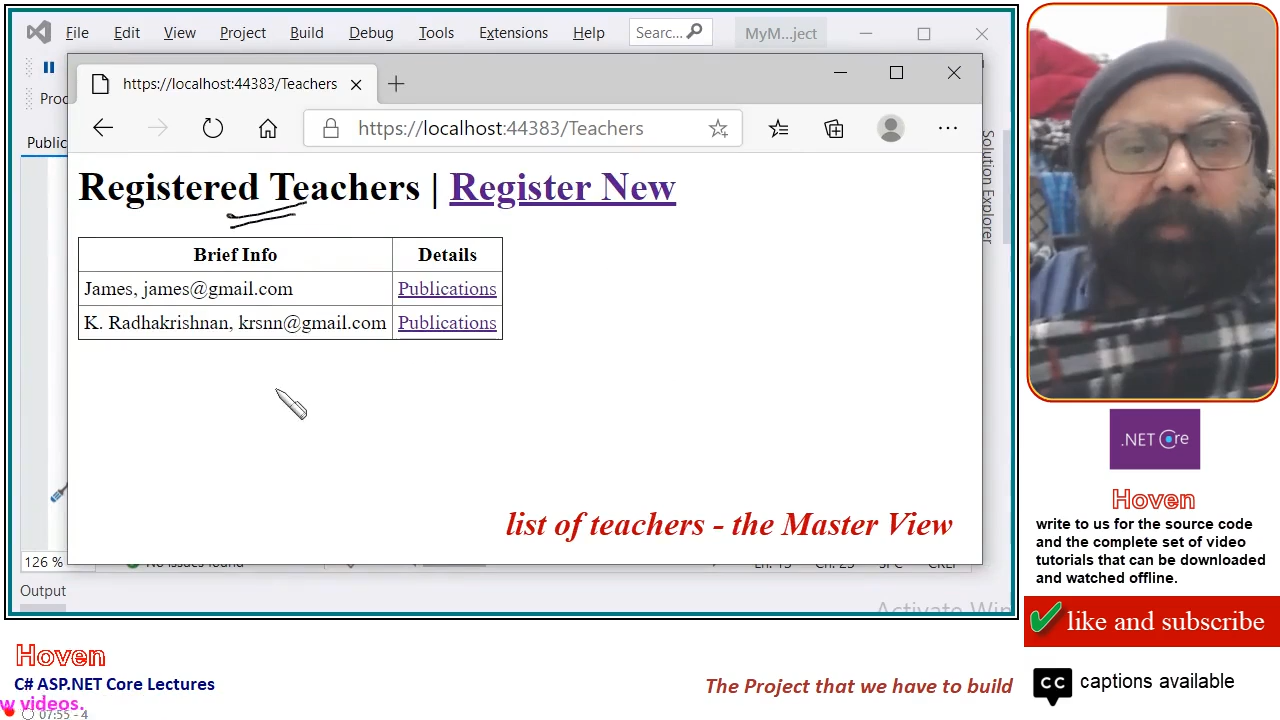 File Edit View Project Build Debug Tools Extensions Help Searc... MyM...ject
https://localhost:44383/Teachers
Proc
https://localhost:44383/Teachers
Public
Solution Explorer
Registered Teachers | Register New
Brief Info Details
James, james@gmail.com Publications
K. Radhakrishnan, krsnn@gmail.com Publications
list of teachers - the Master View
126 %
Output
.NET Core
Hoven
write to us for the source code
and the complete set of video
tutorials that can be downloaded
and watched offline.
like and subscribe
CC captions available
Hoven
C# ASP.NET Core Lectures
The Project that we have to build
w videos.
07:55 - 4